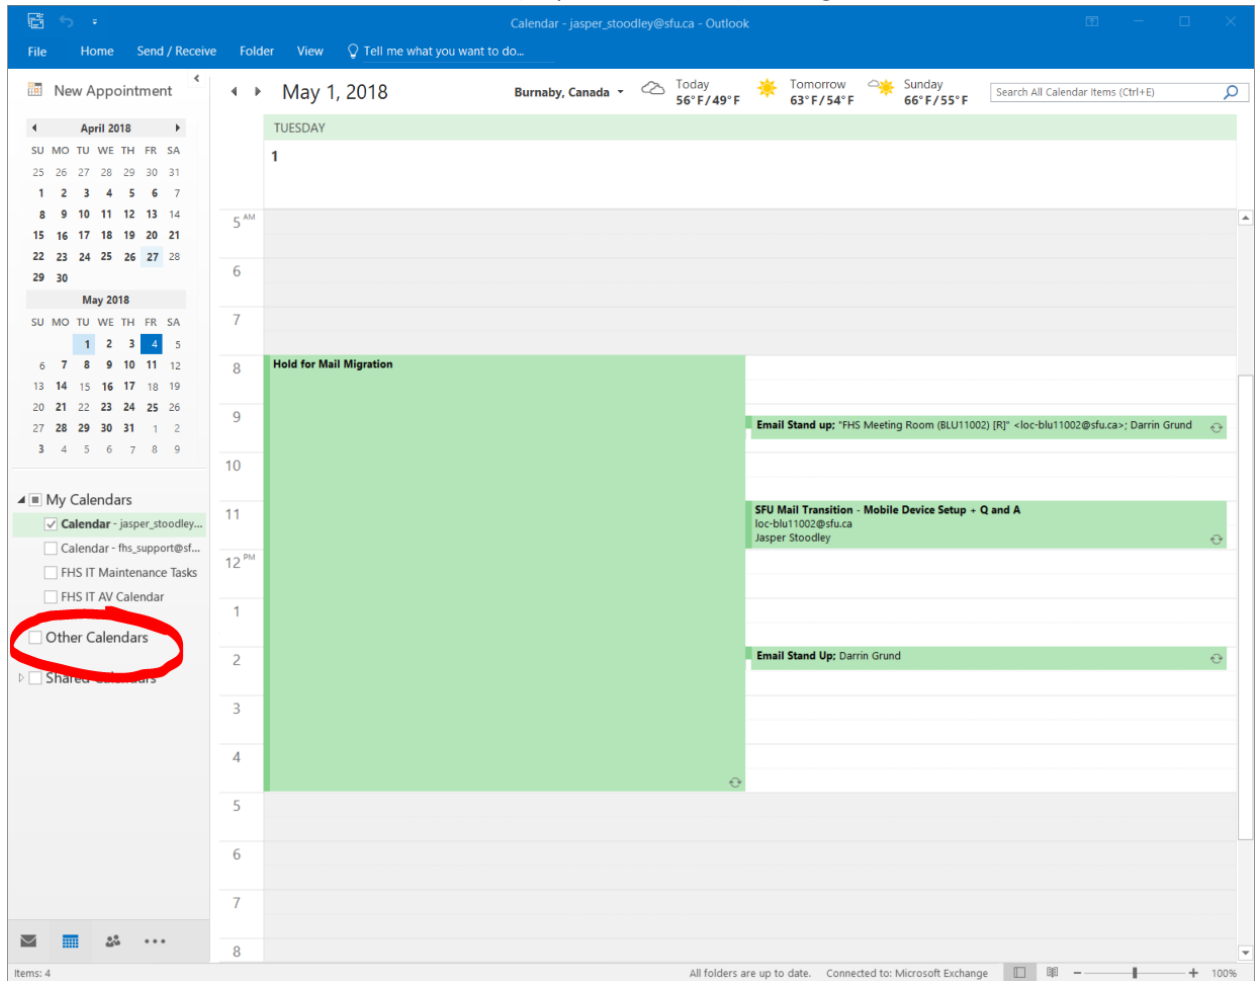 Calendar - jasper_stoodley@sfu.ca - Outlook
File Home Send / Receive Folder View Tell me what you want to do...
New Appointment
May 1, 2018
Burnaby, Canada
Today
56°F/49°F
Tomorrow
63°F/54°F
Sunday
66°F/55°F
Search All Calendar Items (Ctrl+E)
April 2018
SU MO TU WE TH FR SA
25 26 27 28 29 30 31
1 2 3 4 5 6 7
8 9 10 11 12 13 14
15 16 17 18 19 20 21
22 23 24 25 26 27 28
29 30
May 2018
SU MO TU WE TH FR SA
1 2 3 4 5
6 7 8 9 10 11 12
13 14 15 16 17 18 19
20 21 22 23 24 25 26
27 28 29 30 31 1 2
3 4 5 6 7 8 9
My Calendars
Calendar - jasper_stoodley...
Calendar - fhs_support@sf...
FHS IT Maintenance Tasks
FHS IT AV Calendar
Other Calendars
Shared Calendars
TUESDAY
1
5 AM
6
7
8
9
10
11
12 PM
1
2
3
4
5
6
7
8
Hold for Mail Migration
Email Stand up; "FHS Meeting Room (BLU11002) [R]" <loc-blu11002@sfu.ca>; Darrin Grund
SFU Mail Transition - Mobile Device Setup + Q and A
loc-blu11002@sfu.ca
Jasper Stoodley
Email Stand Up; Darrin Grund
Items: 4
All folders are up to date. Connected to: Microsoft Exchange
100%